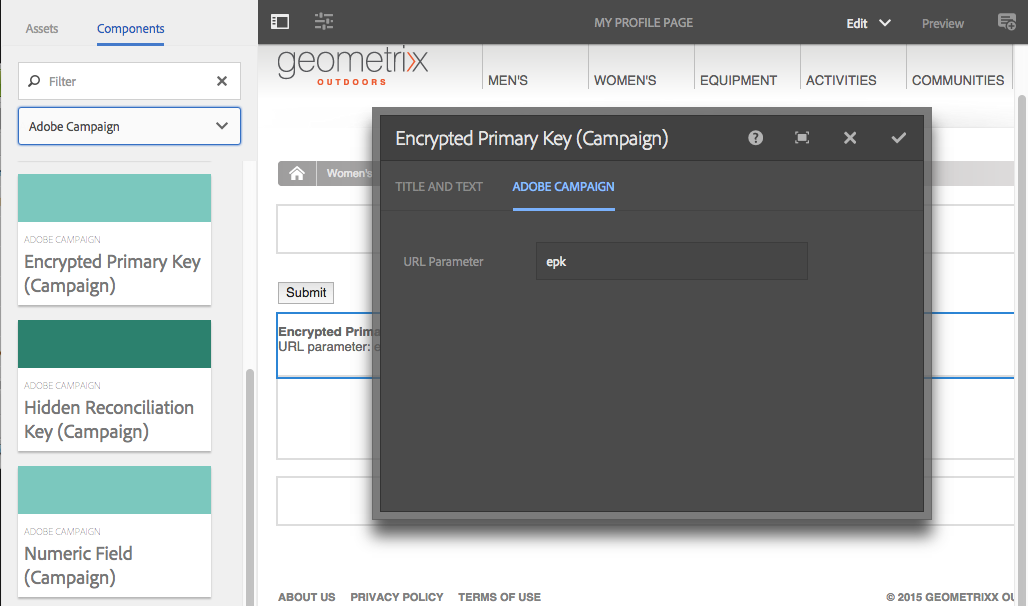 Assets
Components
Filter
Adobe Campaign
ADOBE CAMPAIGN
Encrypted Primary Key
(Campaign)
ADOBE CAMPAIGN
Hidden Reconciliation
Key (Campaign)
ADOBE CAMPAIGN
Numeric Field
(Campaign)
MY PROFILE PAGE
Edit
Preview
geometrixx
OUTDOORS
MEN'S
WOMEN'S
EQUIPMENT
ACTIVITIES
COMMUNITIES
Women's
Submit
Encrypted Prima
URL parameter: e
Encrypted Primary Key (Campaign)
TITLE AND TEXT
ADOBE CAMPAIGN
URL Parameter
epk
ABOUT US
PRIVACY POLICY
TERMS OF USE
© 2015 GEOMETRIXX OU